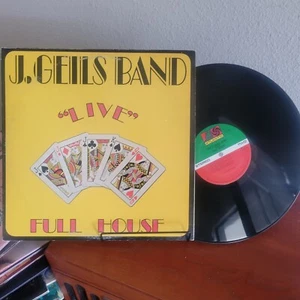 J. GEILS BAND
"LIVE"
FULL HOUSE